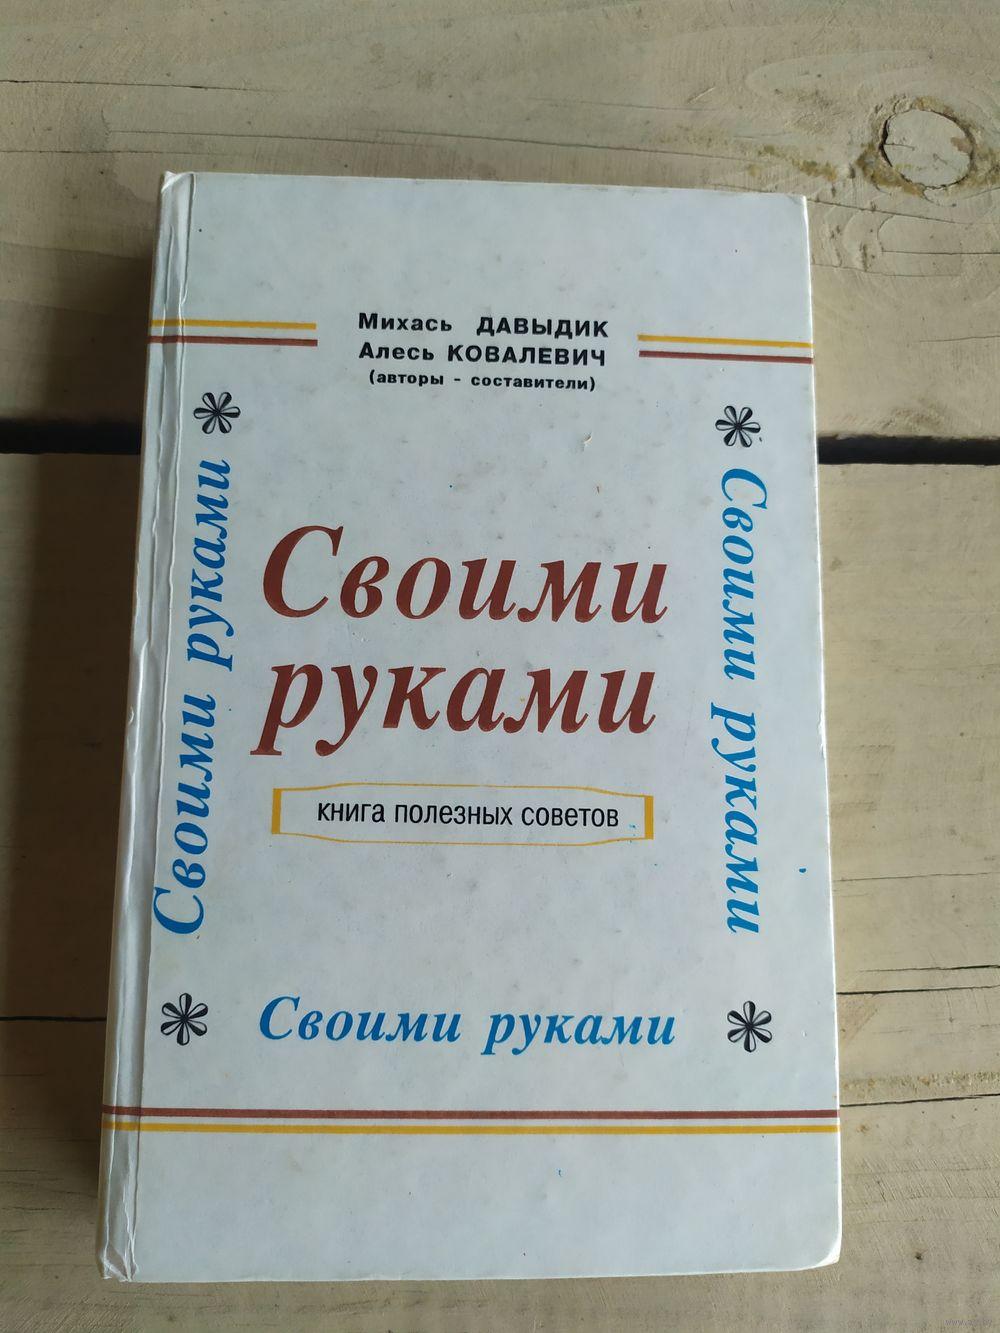 Михась ДАВЫДИК
Алесь КОВАЛЕВИЧ
(авторы - составители)
Своими руками
Своими руками
Своими
руками
книга полезных советов
Своими руками